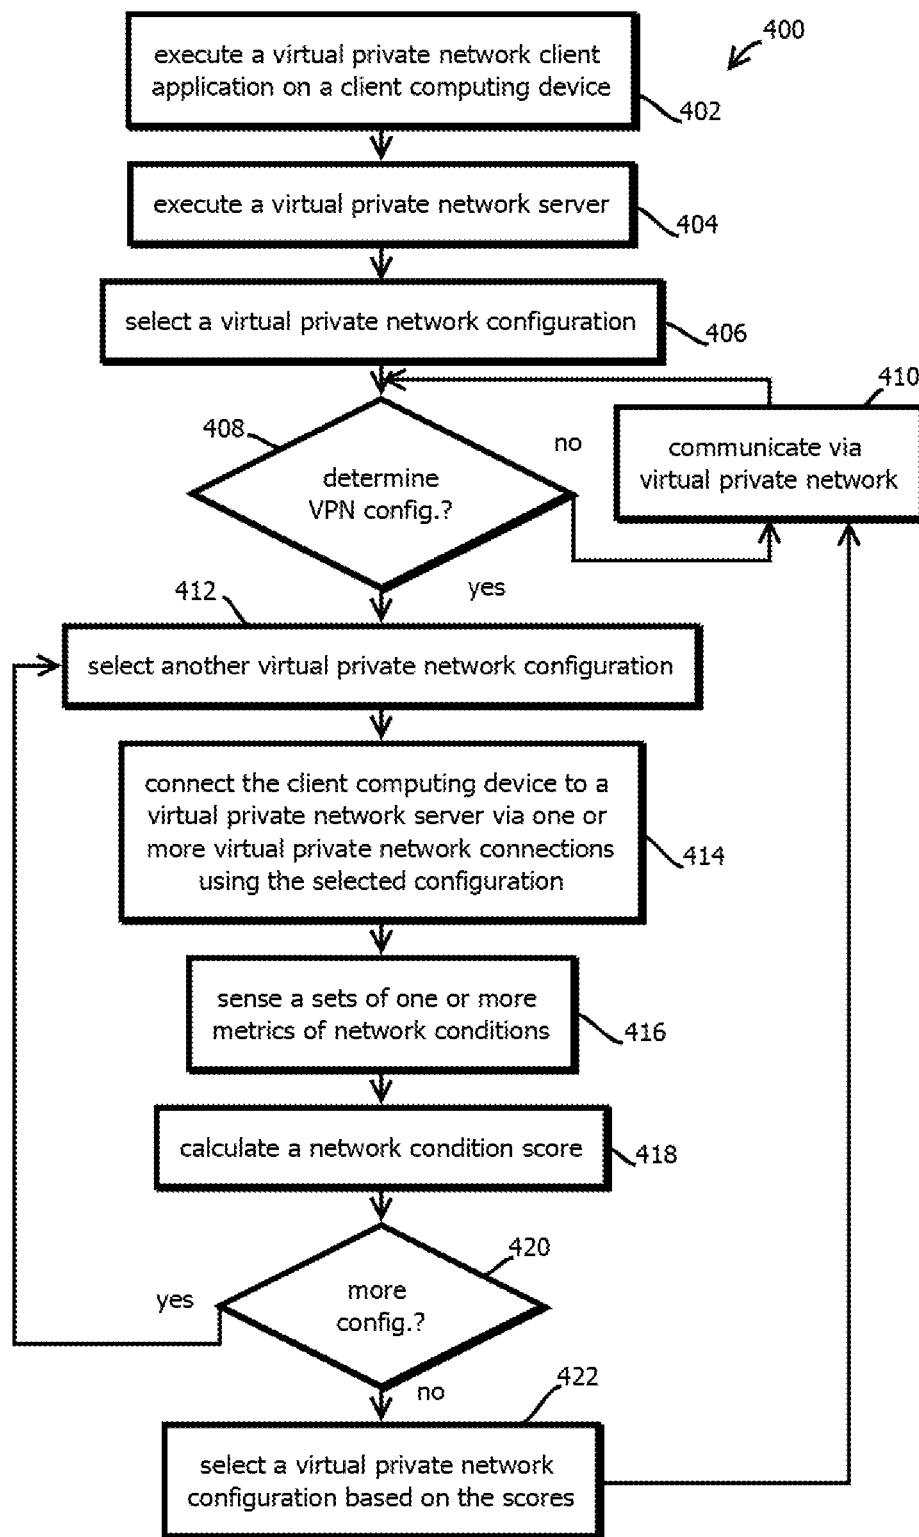 400
execute a virtual private network client
application on a client computing device
402
execute a virtual private network server
404
select a virtual private network configuration
406
410
408
no
communicate via
virtual private network
determine
VPN config.?
yes
412
select another virtual private network configuration
connect the client computing device to a
virtual private network server via one or
more virtual private network connections
using the selected configuration
414
sense a sets of one or more
metrics of network conditions
416
calculate a network condition score
418
420
more
config.?
yes
no
422
select a virtual private network
configuration based on the scores